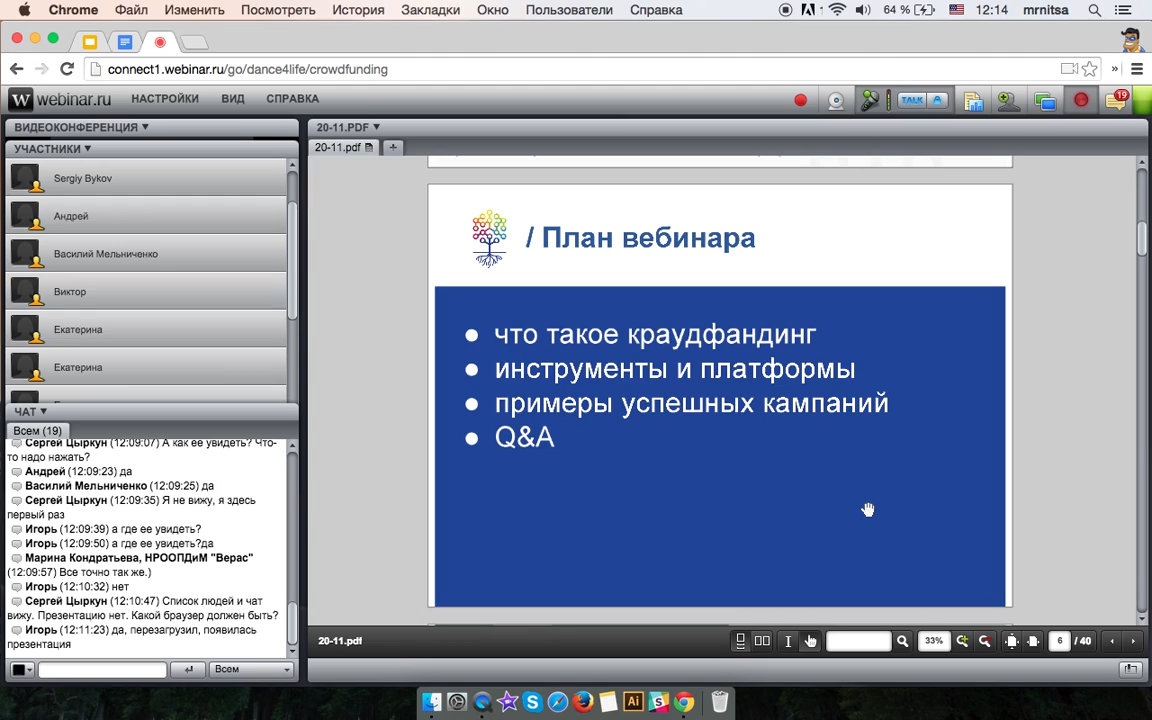 Chrome Файл Изменить Посмотреть История Закладки Окно Пользователи Справка 64 % 12:14 mrnitsa
connect1.webinar.ru/go/dance4life/crowdfunding
W webinar.ru НАСТРОЙКИ ВИД СПРАВКА TALK 19
ВИДЕОКОНФЕРЕНЦИЯ
УЧАСТНИКИ
Sergiy Bykov
Андрей
Василий Мельниченко
Виктор
Екатерина
Екатерина
ЧАТ
Всем (19)
Сергей Цыркун (12:09:07) А как ее увидеть? Что-
то надо нажать?
Андрей (12:09:23) да
Василий Мельниченко (12:09:25) да
Сергей Цыркун (12:09:35) Я не вижу, я здесь
первый раз
Игорь (12:09:39) а где ее увидеть?
Игорь (12:09:50) а где ее увидеть?да
Марина Кондратьева, НРООПДиМ "Верас"
(12:09:57) Все точно так же.)
Игорь (12:10:32) нет
Сергей Цыркун (12:10:47) Список людей и чат
вижу. Презентацию нет. Какой браузер должен быть?
Игорь (12:11:23) да, перезагрузил, появилась
презентация
Всем
20-11.PDF
20-11.pdf
/ План вебинара
● что такое краудфандинг
● инструменты и платформы
● примеры успешных кампаний
● Q&A
20-11.pdf 33% 6 / 40
Ai